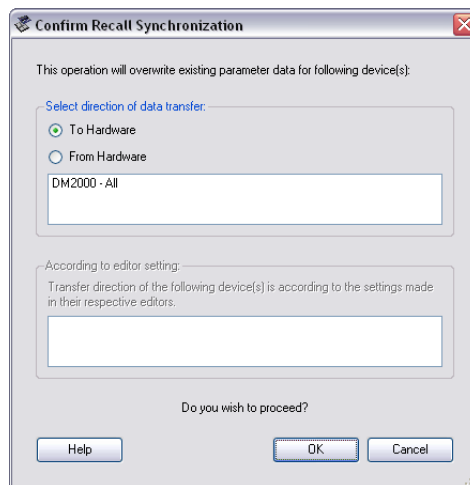 Confirm Recall Synchronization
This operation will overwrite existing parameter data for following device(s):
Select direction of data transfer:
To Hardware
From Hardware
DM2000 - All
According to editor setting:
Transfer direction of the following device(s) is according to the settings made
in their respective editors.
Do you wish to proceed?
Help OK Cancel